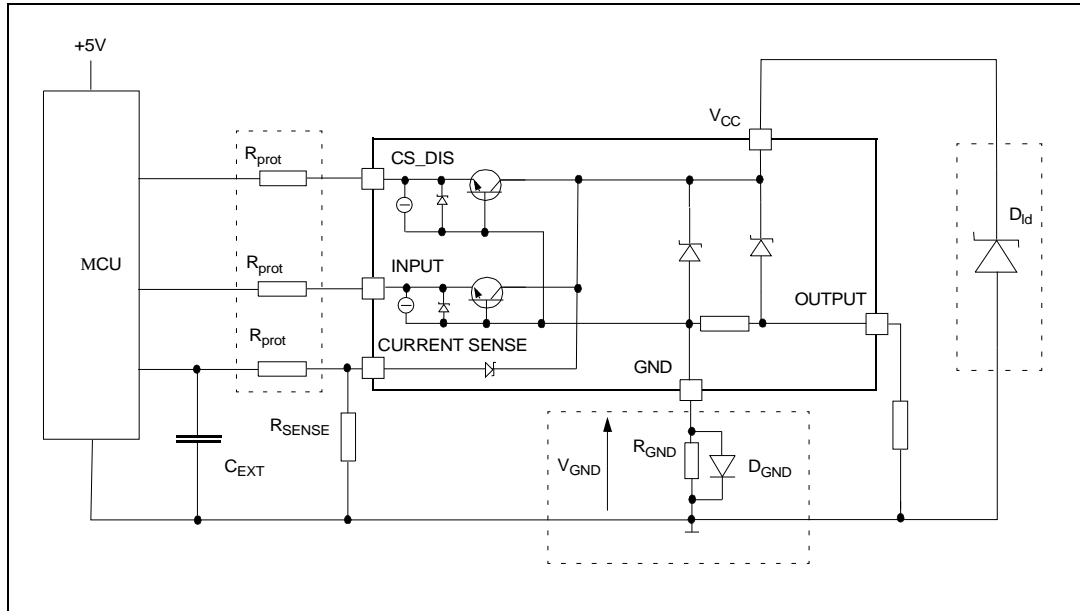 +5V
MCU
Rprot
Rprot
Rprot
CEXT
RSENSE
CS_DIS
INPUT
CURRENT SENSE
VCC
OUTPUT
GND
VGND
RGND
DGND
Dld